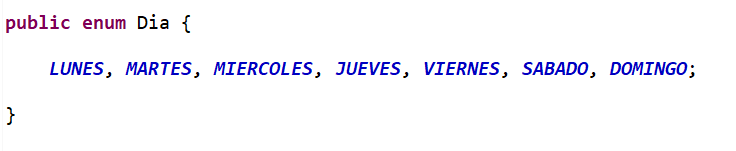 public enum Dia {
LUNES, MARTES, MIERCOLES, JUEVES, VIERNES, SABADO, DOMINGO;
}